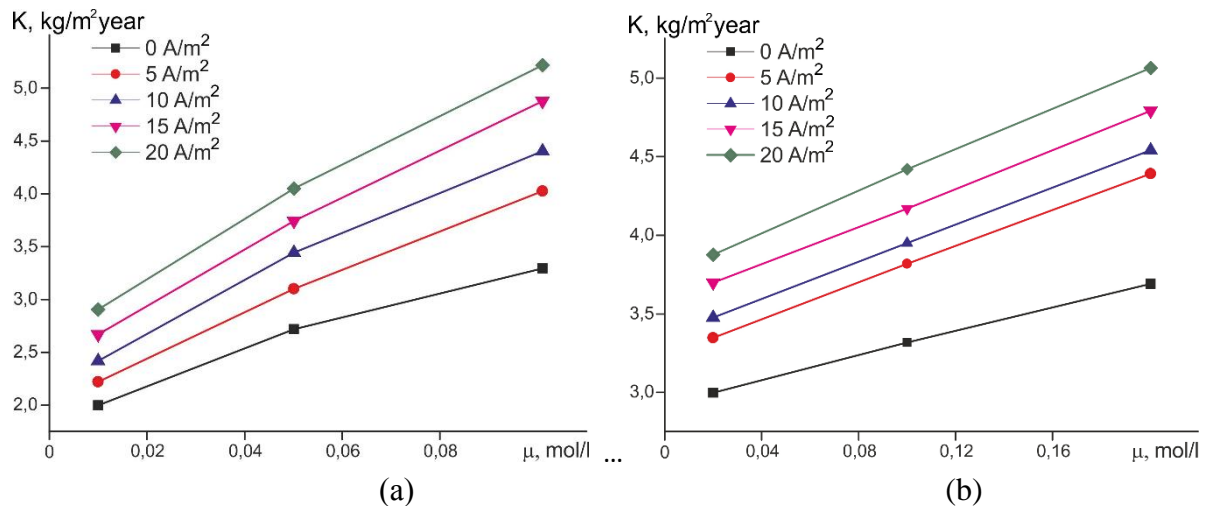 K, kg/m²year
0 A/m²
5 A/m²
10 A/m²
15 A/m²
20 A/m²
5,0
4,5
4,0
3,5
3,0
2,5
2,0
0 0,02 0,04 0,06 0,08 μ, mol/l
(a)
...
K, kg/m²year
0 A/m²
5 A/m²
10 A/m²
15 A/m²
20 A/m²
5,0
4,5
4,0
3,5
3,0
0 0,04 0,08 0,12 0,16 μ, mol/l
(b)